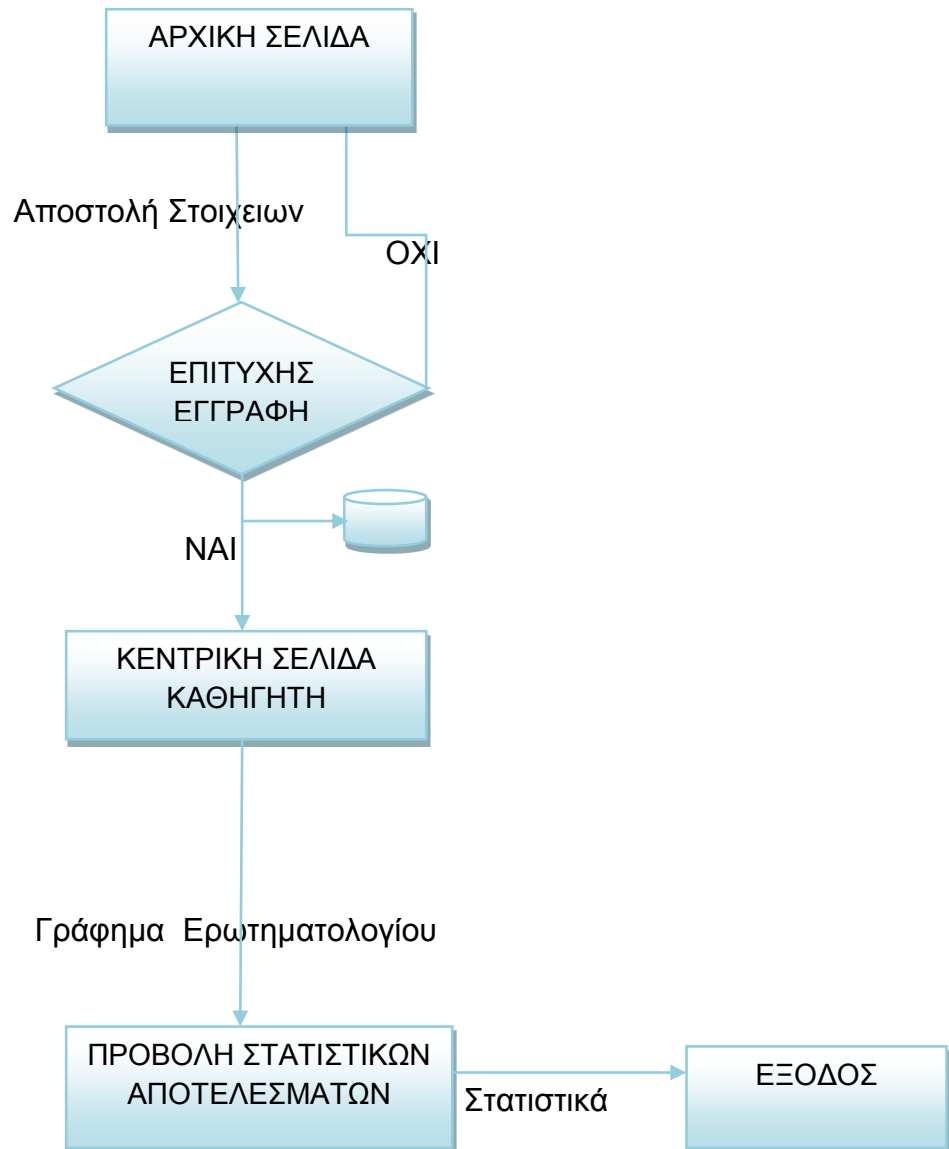 ΑΡΧΙΚΗ ΣΕΛΙΔΑ
Αποστολή Στοιχειων
ΟΧΙ
ΕΠΙΤΥΧΗΣ
ΕΓΓΡΑΦΗ
ΝΑΙ
ΚΕΝΤΡΙΚΗ ΣΕΛΙΔΑ
ΚΑΘΗΓΗΤΗ
Γράφημα Ερωτηματολογίου
ΠΡΟΒΟΛΗ ΣΤΑΤΙΣΤΙΚΩΝ
ΑΠΟΤΕΛΕΣΜΑΤΩΝ
Στατιστικά
ΕΞΟΔΟΣ